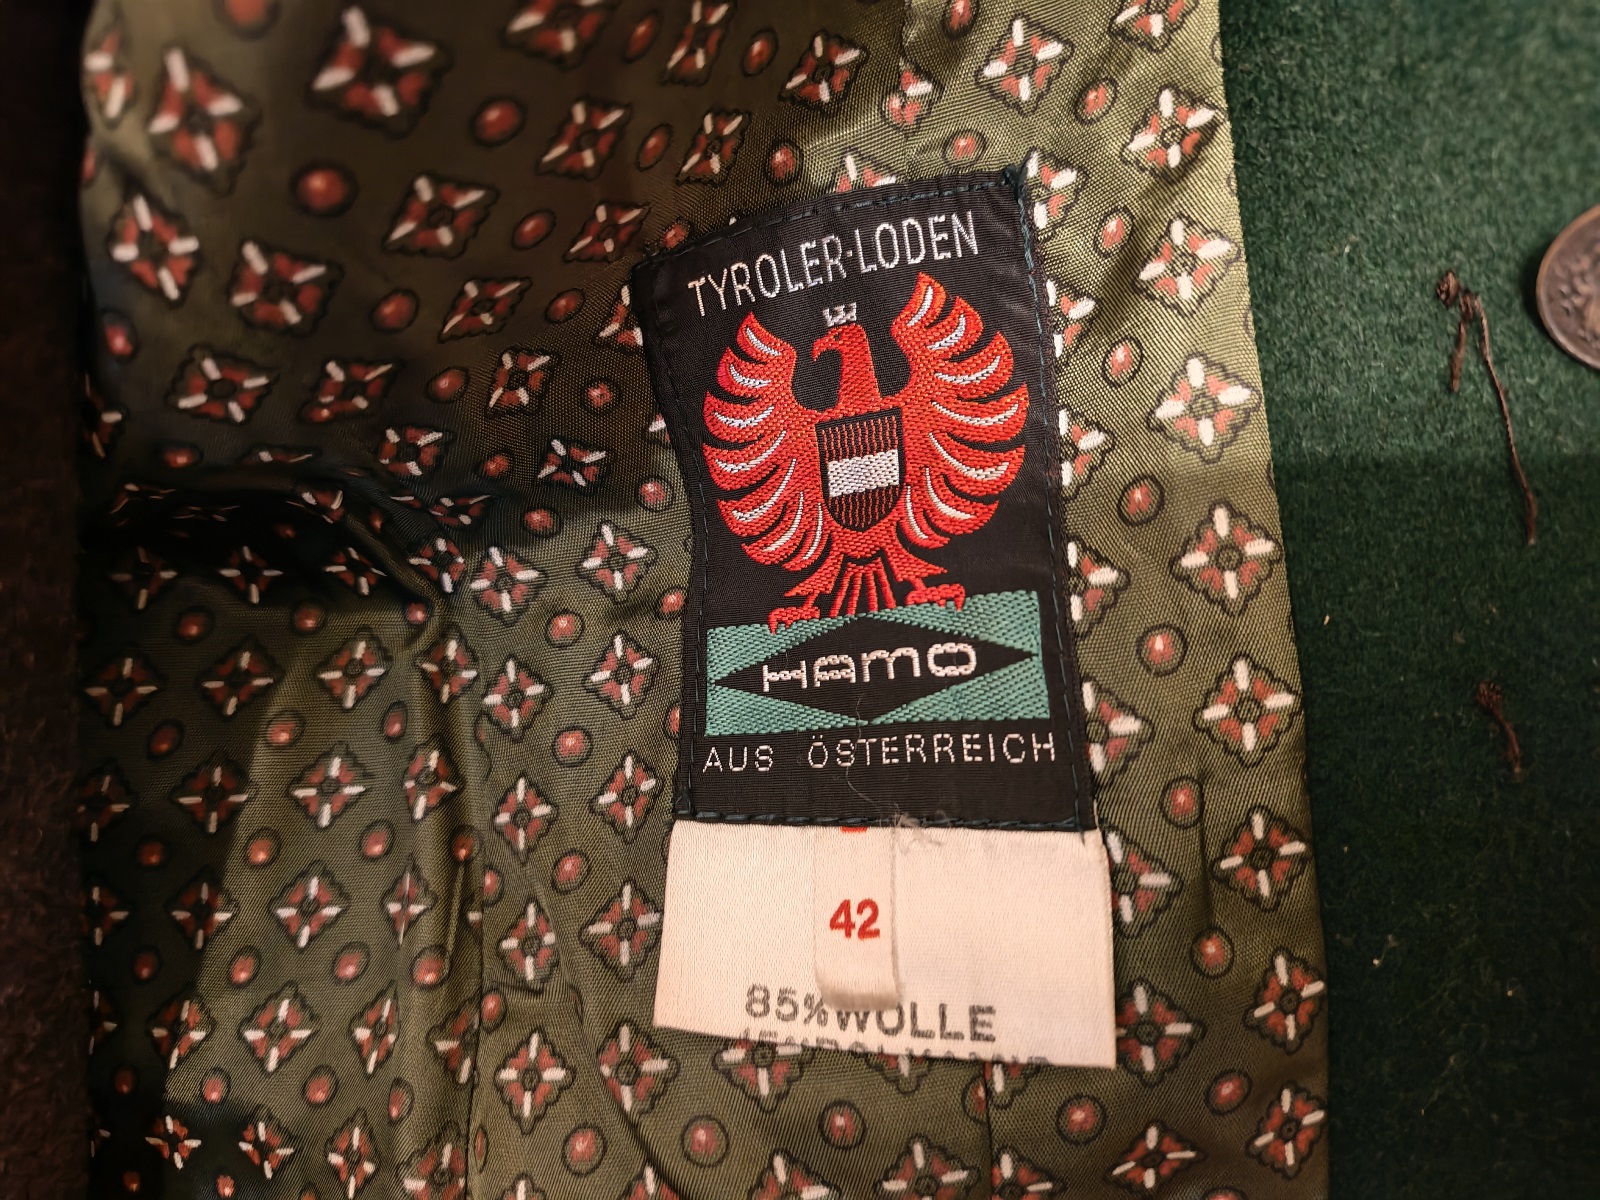 TYROLER·LODEN
HAMO
AUS ÖSTERREICH
42
85%WOLLE